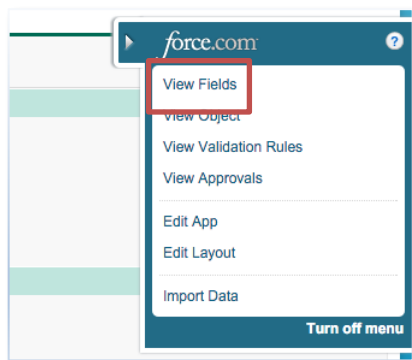 force.com
?
View Fields
View Object
View Validation Rules
View Approvals
Edit App
Edit Layout
Import Data
Turn off menu